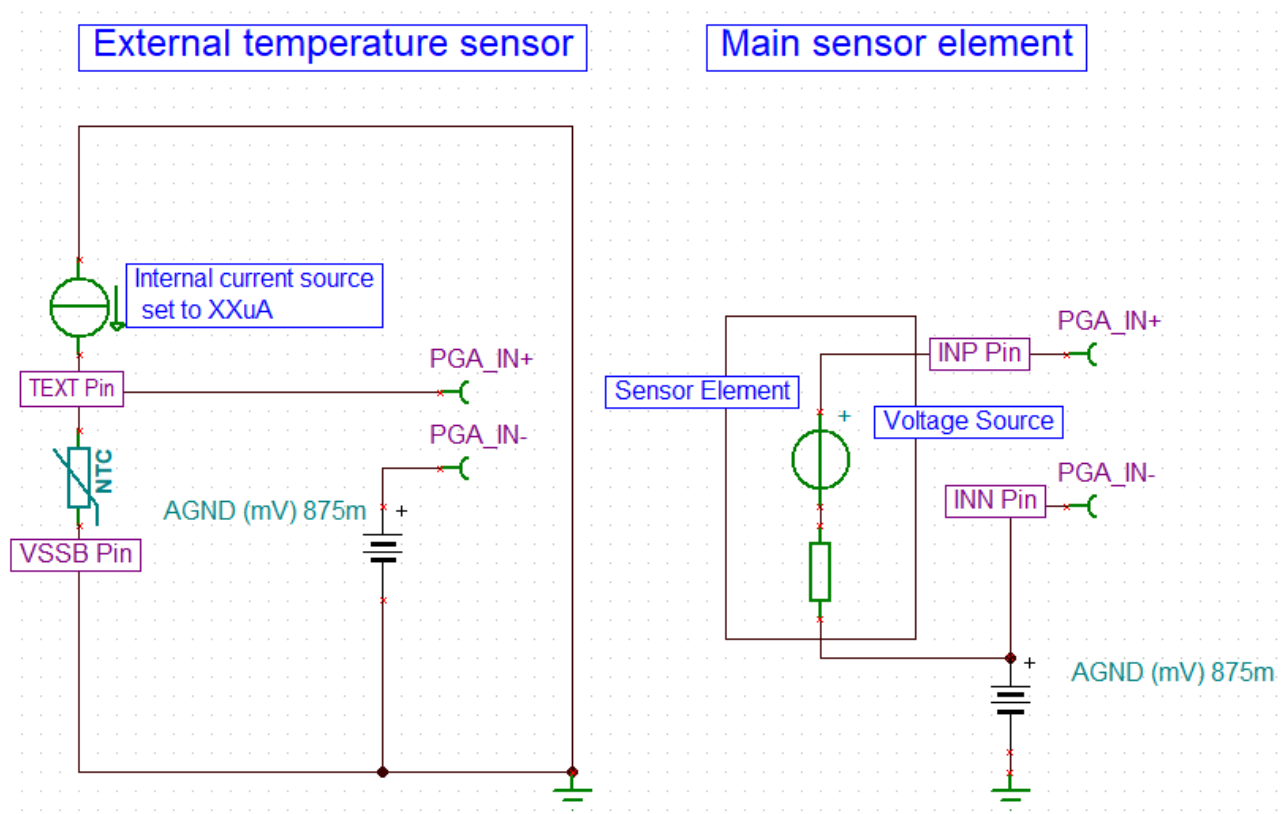 External temperature sensor
Main sensor element
Internal current source
set to XXuA
TEXT Pin
PGA_IN+
PGA_IN-
NTC
AGND (mV) 875m
+
VSSB Pin
PGA_IN+
INP Pin
Sensor Element
+
Voltage Source
PGA_IN-
INN Pin
+
AGND (mV) 875m